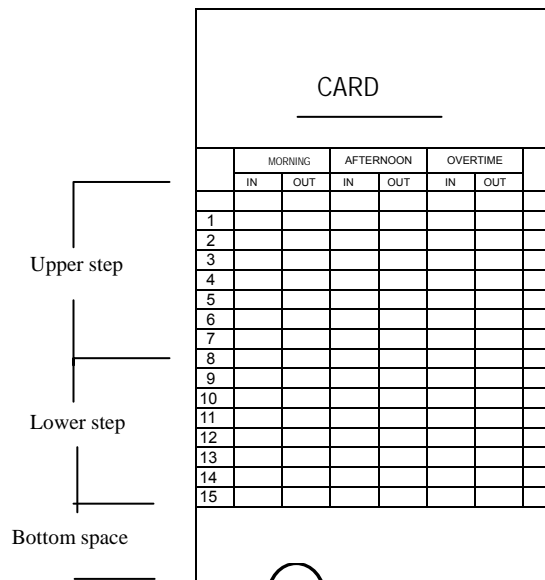 CARD
MORNING AFTERNOON OVERTIME
IN OUT IN OUT IN OUT
1
2
3
Upper step
4
5
6
7
8
9
10
11
Lower step
12
13
14
15
Bottom space